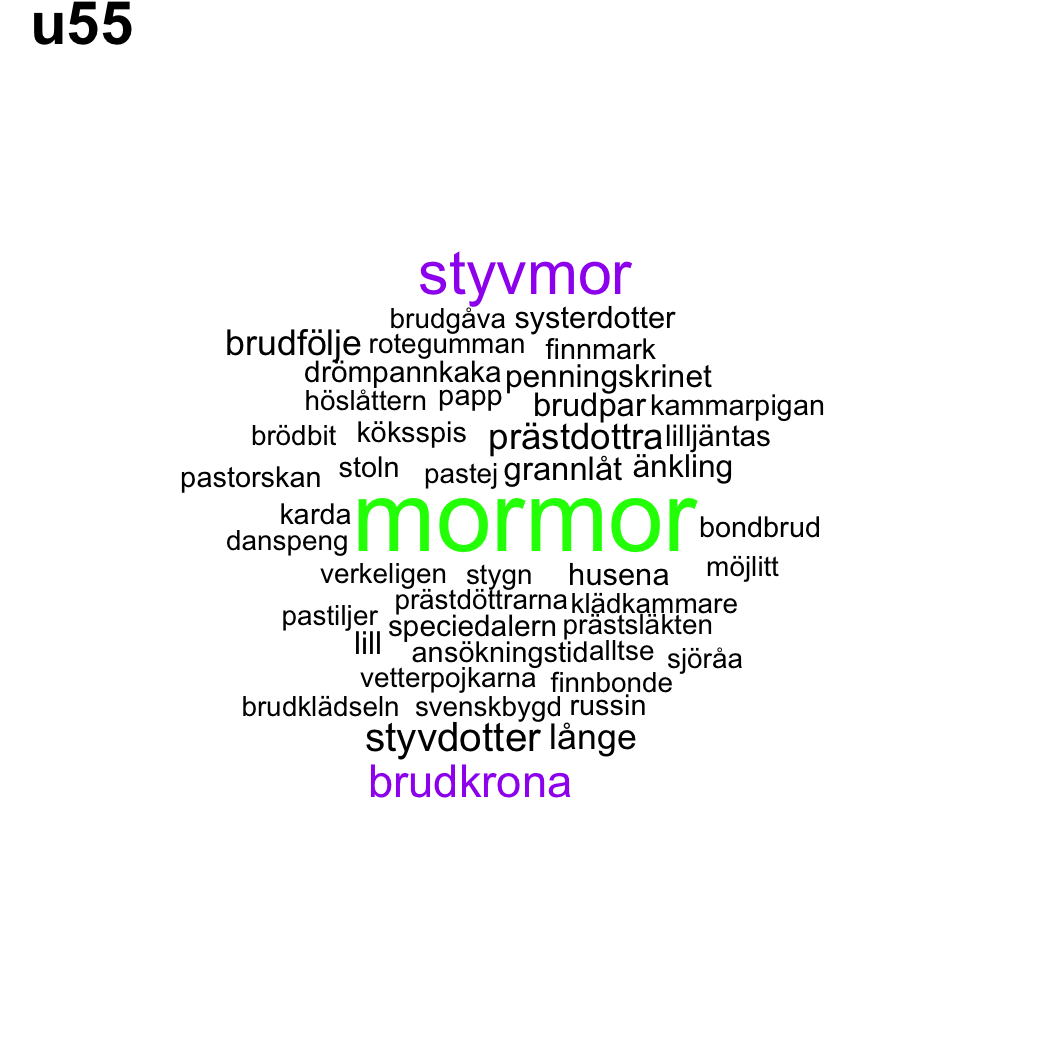 u55
styvmor
brudgåva systerdotter
brudfölje rotegumman finnmark
drömpannkaka penningskrinet
höslåttern papp brudpar kammarpigan
brödbit köksspis prästdottra lilljäntas
pastorskan stoln pastej grannlåt änkling
karda mormor bondbrud
danspeng
verkeligen stygn husena möjlitt
prästdöttrarna klädkammare
pastiljer speciedalern prästsläkten
lill ansökningstid alltse sjöråa
vetterpojkarna finnbonde
brudklädseln svenskbygd russin
styvdotter långe
brudkrona